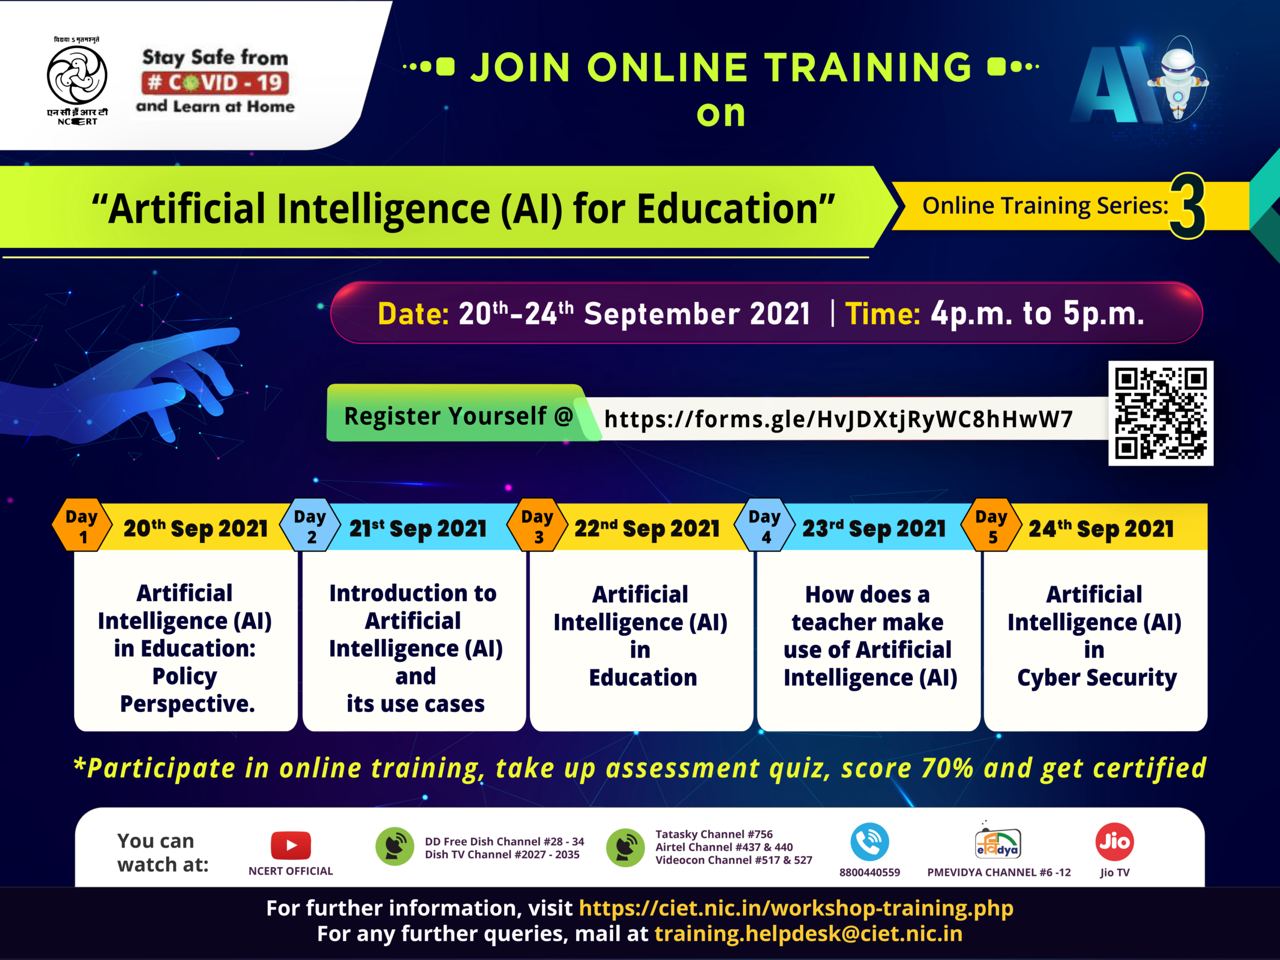 विद्यया ऽ मृतमश्नुते
एन सी ई आर टी
NCERT
Stay Safe from
# COVID - 19
and Learn at Home
JOIN ONLINE TRAINING
on
AI
“Artificial Intelligence (AI) for Education”
Online Training Series: 3
Date: 20th-24th September 2021 | Time: 4p.m. to 5p.m.
Register Yourself @ https://forms.gle/HvJDXtjRyWC8hHwW7
Day
1
20th Sep 2021
Artificial
Intelligence (AI)
in Education:
Policy
Perspective.
Day
2
21st Sep 2021
Introduction to
Artificial
Intelligence (AI)
and
its use cases
Day
3
22nd Sep 2021
Artificial
Intelligence (AI)
in
Education
Day
4
23rd Sep 2021
How does a
teacher make
use of Artificial
Intelligence (AI)
Day
5
24th Sep 2021
Artificial
Intelligence (AI)
in
Cyber Security
*Participate in online training, take up assessment quiz, score 70% and get certified
You can
watch at:
NCERT OFFICIAL
DD Free Dish Channel #28 - 34
Dish TV Channel #2027 - 2035
Tatasky Channel #756
Airtel Channel #437 & 440
Videocon Channel #517 & 527
8800440559
PMEVIDYA CHANNEL #6 -12
Jio
Jio TV
For further information, visit https://ciet.nic.in/workshop-training.php
For any further queries, mail at training.helpdesk@ciet.nic.in